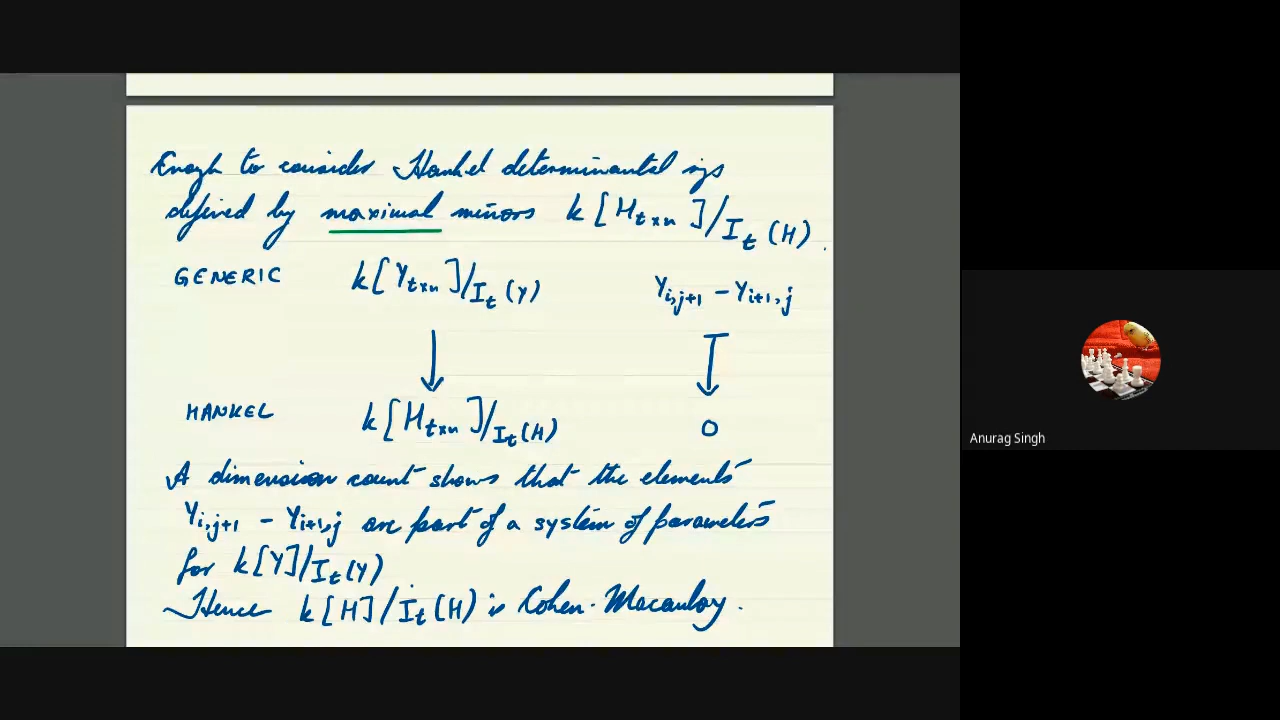 Enough to consider Hankel determinantal rings
defined by maximal minors k[H_{t×n}]/I_t(H).
GENERIC k[Y_{t×n}]/I_t(Y) Y_{i,j+1} - Y_{i+1,j}
↓ ↧
HANKEL k[H_{t×n}]/I_t(H) 0
A dimension count shows that the elements
Y_{i,j+1} - Y_{i+1,j} are part of a system of parameters
for k[Y]/I_t(Y)
Hence k[H]/I_t(H) is Cohen-Macaulay.
Anurag Singh